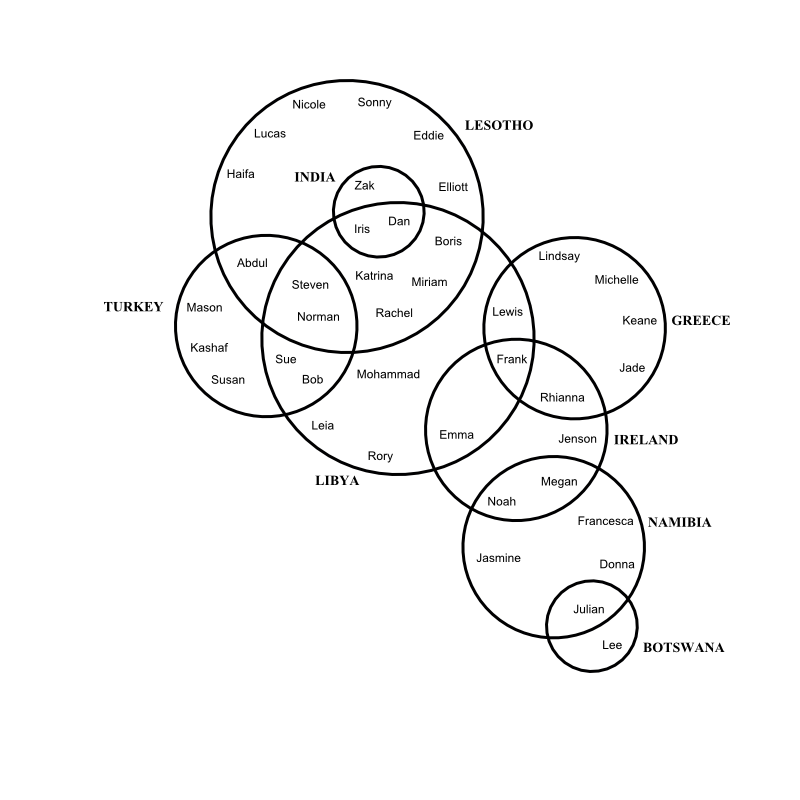 Nicole
Sonny
LESOTHO
Lucas
Eddie
Haifa
INDIA
Zak
Elliott
Iris
Dan
Boris
Abdul
Lindsay
Steven
Katrina
Miriam
Michelle
TURKEY
Mason
Norman
Rachel
Lewis
Keane
GREECE
Kashaf
Sue
Frank
Susan
Bob
Mohammad
Jade
Rhianna
Leia
Emma
Jenson
IRELAND
Rory
LIBYA
Megan
Noah
Francesca
NAMIBIA
Jasmine
Donna
Julian
Lee
BOTSWANA